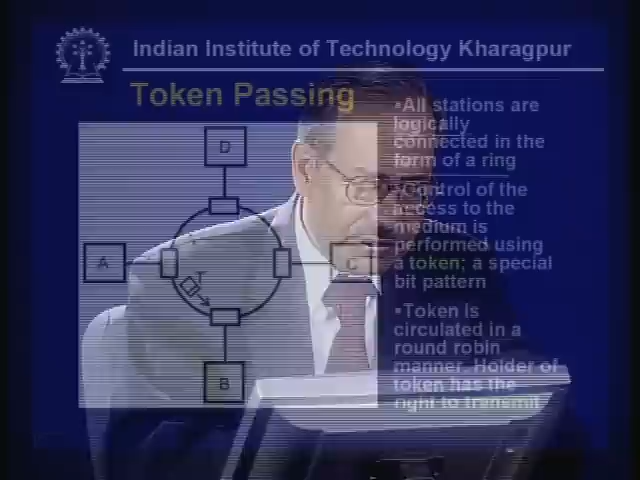 Indian Institute of Technology Kharagpur
Token Passing
▪All stations are
logically
connected in the
form of a ring
▪Control of the
access to the
medium is
performed using
a token; a special
bit pattern
▪Token is
circulated in a
round robin
manner. Holder of
token has the
right to transmit
D
A
C
T
B